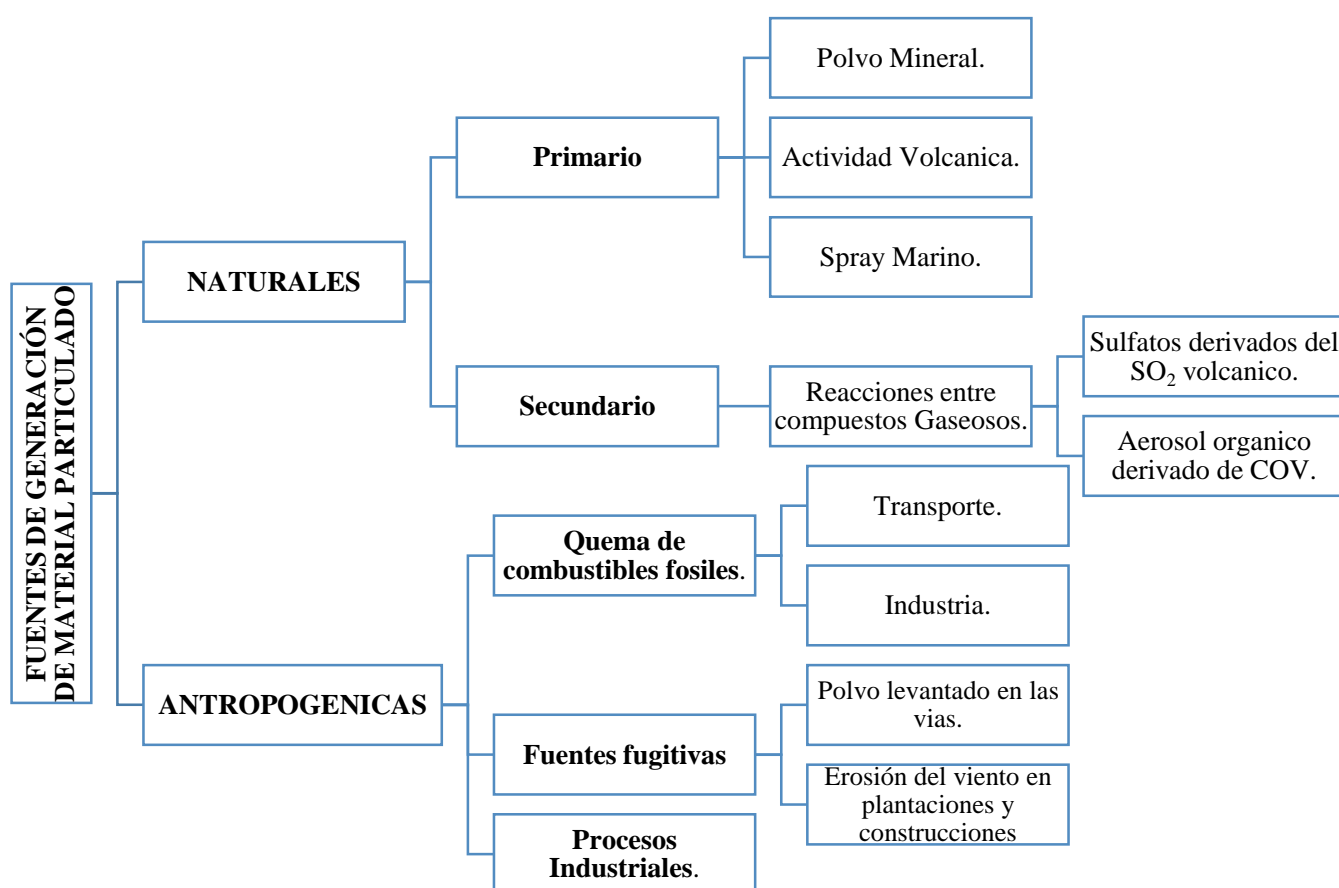 FUENTES DE GENERACIÓN
DE MATERIAL PARTICULADO
NATURALES
Primario
Polvo Mineral.
Actividad Volcanica.
Spray Marino.
Secundario
Reacciones entre
compuestos Gaseosos.
Sulfatos derivados del
SO₂ volcanico.
Aerosol organico
derivado de COV.
ANTROPOGENICAS
Quema de
combustibles fosiles.
Transporte.
Industria.
Fuentes fugitivas
Polvo levantado en las
vias.
Erosión del viento en
plantaciones y
construcciones
Procesos
Industriales.